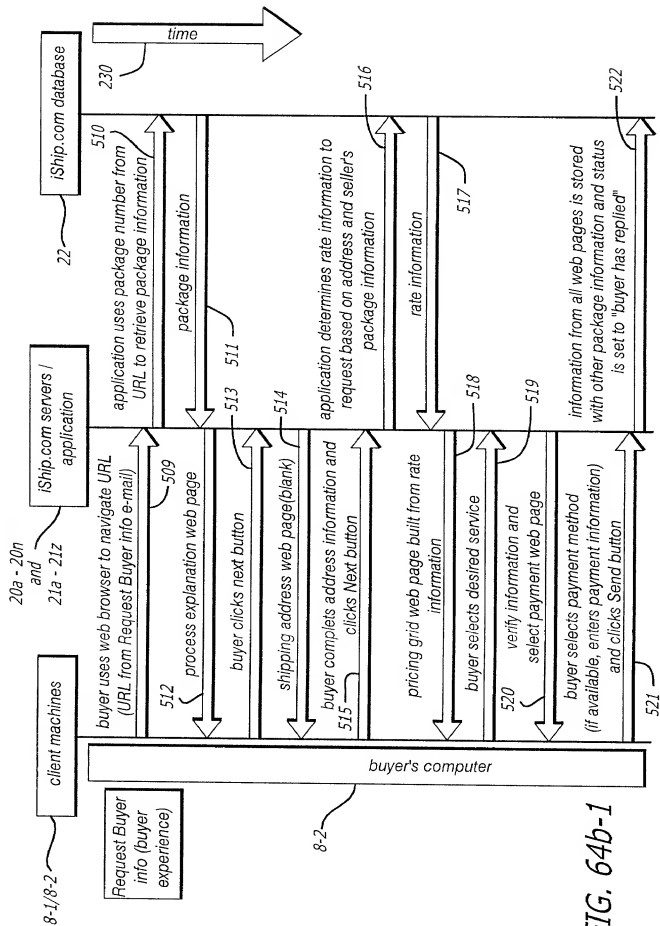 8-1/8-2
client machines
20a - 20n
and
21a - 21z
iShip.com servers /
application
22
iShip.com database
Request Buyer
info (buyer
experience)
buyer's computer
8-2
time
230
buyer uses web browser to navigate URL
(URL from Request Buyer info e-mail)
509
application uses package number from
URL to retrieve package information
510
package information
511
process explanation web page
512
buyer clicks next button
513
shipping address web page(blank)
514
buyer complets address information and
clicks Next button
515
application determines rate information to
request based on address and seller's
package information
516
rate information
517
pricing grid web page built from rate
information
518
buyer selects desired service
519
verify information and
select payment web page
520
buyer selects payment method
(if available, enters payment information)
and clicks Send button
521
information from all web pages is stored
with other package information and status
is set to "buyer has replied"
522
FIG. 64b-1